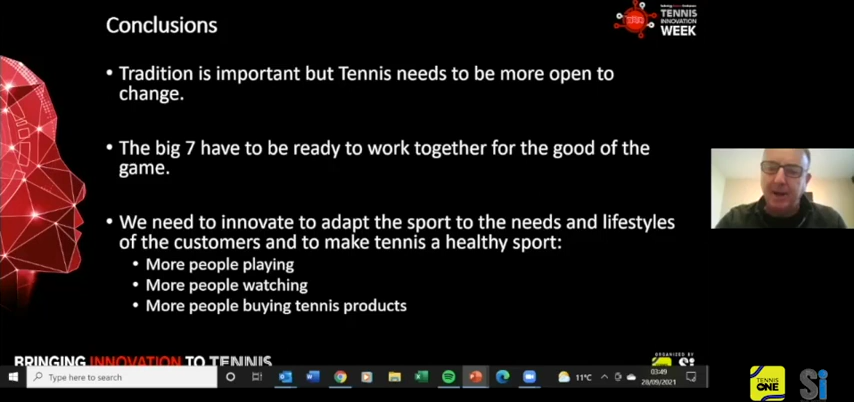 Conclusions
TENNIS
INNOVATION
WEEK
• Tradition is important but Tennis needs to be more open to
change.
• The big 7 have to be ready to work together for the good of the
game.
• We need to innovate to adapt the sport to the needs and lifestyles
of the customers and to make tennis a healthy sport:
• More people playing
• More people watching
• More people buying tennis products
BRINGING INNOVATION TO TENNIS
ORGANISED BY
Si
Type here to search
11°C
03:49
28/09/2021
TENNIS
ONE
Si